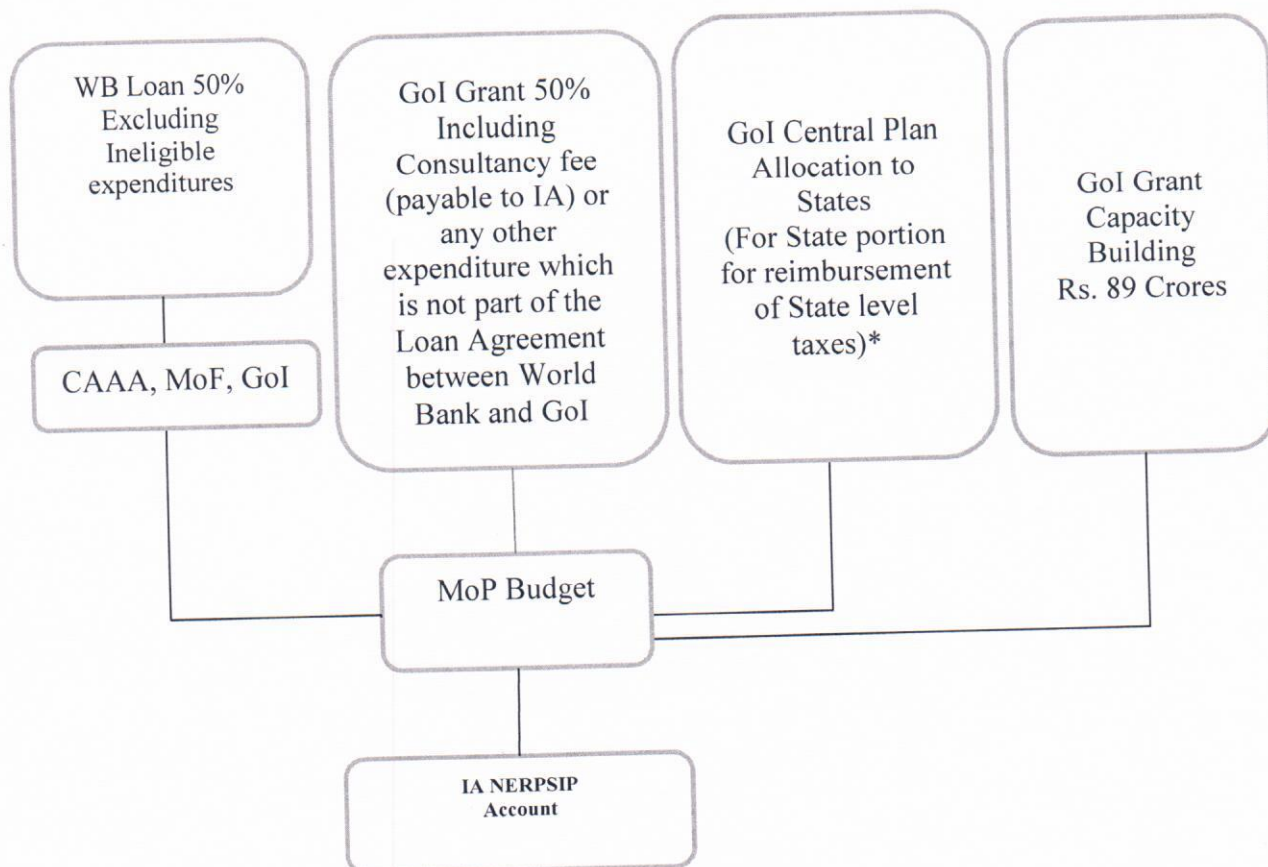 WB Loan 50%
Excluding
Ineligible
expenditures
GoI Grant 50%
Including
Consultancy fee
(payable to IA) or
any other
expenditure which
is not part of the
Loan Agreement
between World
Bank and GoI
GoI Central Plan
Allocation to
States
(For State portion
for reimbursement
of State level
taxes)*
GoI Grant
Capacity
Building
Rs. 89 Crores
CAAA, MoF, GoI
MoP Budget
IA NERPSIP
Account